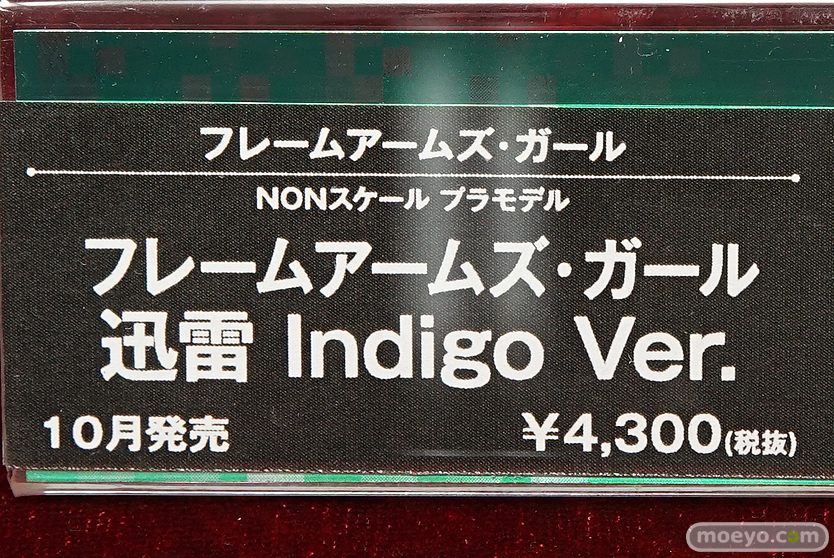 フレームアームズ・ガール
NONスケール プラモデル
フレームアームズ・ガール
迅雷 Indigo Ver.
10月発売
¥4,300(税抜)
moeyo.com